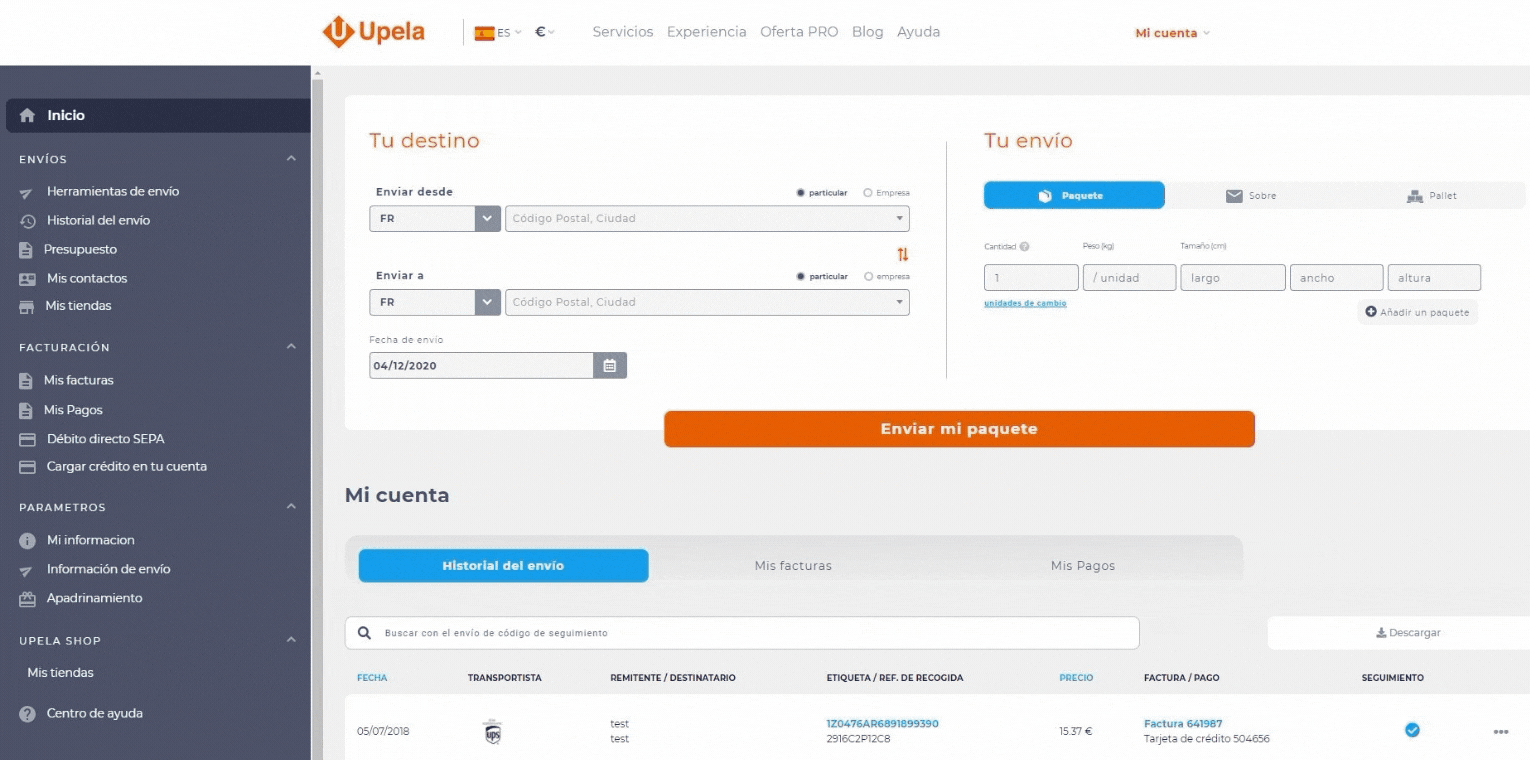 Upela
ES
€
Servicios Experiencia Oferta PRO Blog Ayuda
Mi cuenta
Inicio
ENVÍOS
Herramientas de envío
Historial del envío
Presupuesto
Mis contactos
Mis tiendas
FACTURACIÓN
Mis facturas
Mis Pagos
Débito directo SEPA
Cargar crédito en tu cuenta
PARAMETROS
Mi informacion
Información de envío
Apadrinamiento
UPELA SHOP
Mis tiendas
Centro de ayuda
Tu destino
Enviar desde particular Empresa
FR Código Postal, Ciudad
Enviar a particular empresa
FR Código Postal, Ciudad
Fecha de envio
04/12/2020
Tu envío
Paquete Sobre Pallet
Cantidad ? Peso (kg) Tamaño (cm)
1 / unidad largo ancho altura
unidades de cambio
Añadir un paquete
Enviar mi paquete
Mi cuenta
Historial del envío Mis facturas Mis Pagos
Buscar con el envío de código de seguimiento
Descargar
FECHA TRANSPORTISTA REMITENTE / DESTINATARIO ETIQUETA / REF. DE RECOGIDA PRECIO FACTURA / PAGO SEGUIMIENTO
05/07/2018 ups test 1Z0476AR6891899390 15.37 € Factura 641987
test 2916C2P12C8 Tarjeta de crédito 504656